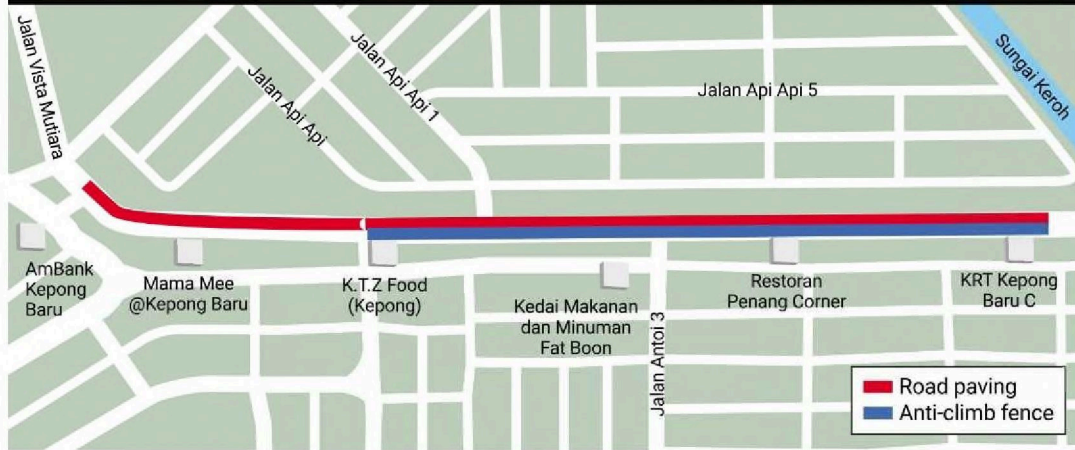 Jalan Vista Mutiara
Jalan Api Api
Jalan Api Api 1
Jalan Api Api 5
Sungai Keroh
AmBank
Kepong
Baru
Mama Mee
@Kepong Baru
K.T.Z Food
(Kepong)
Kedai Makanan
dan Minuman
Fat Boon
Jalan Antoi 3
Restoran
Penang Corner
KRT Kepong
Baru C
Road paving
Anti-climb fence